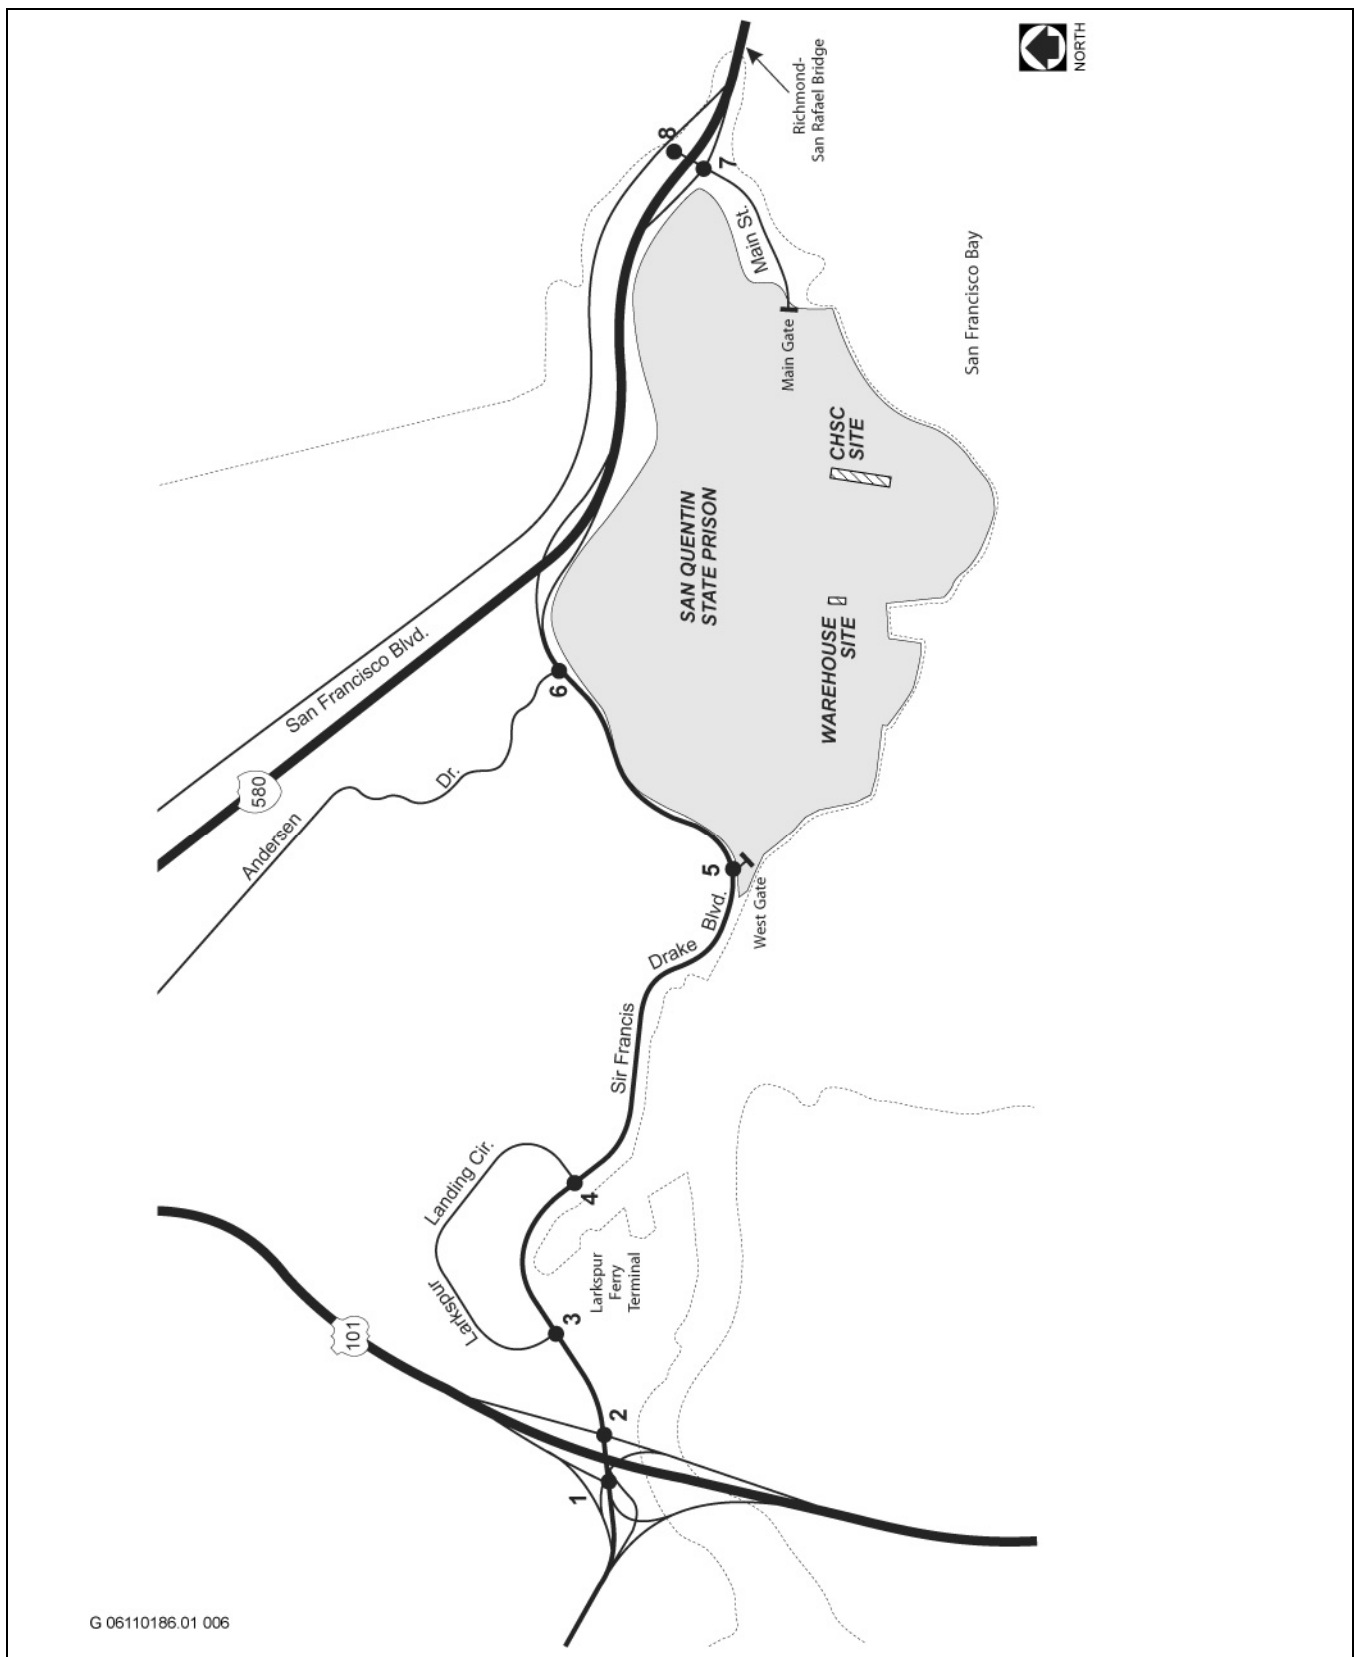 NORTH
Richmond-
San Rafael Bridge
8
7
Main St.
Main Gate
San Francisco Bay
CHSC
SITE
SAN QUENTIN
STATE PRISON
WAREHOUSE
SITE
San Francisco Blvd.
580
6
Andersen Dr.
5
West Gate
Sir Francis Drake Blvd.
Larkspur Landing Cir.
4
Larkspur
Ferry
Terminal
3
101
2
1
G 06110186.01 006